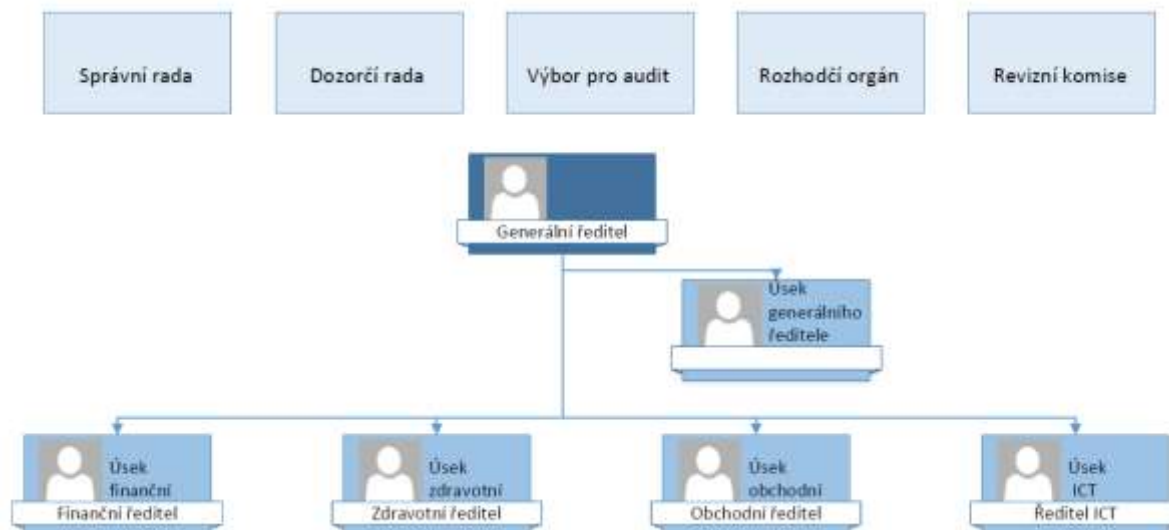 Správní rada
Dozorčí rada
Výbor pro audit
Rozhodčí orgán
Revizní komise
Generální ředitel
Úsek
generálního
ředitele
Úsek
finanční
Finanční ředitel
Úsek
zdravotní
Zdravotní ředitel
Úsek
obchodní
Obchodní ředitel
Úsek
ICT
Ředitel ICT